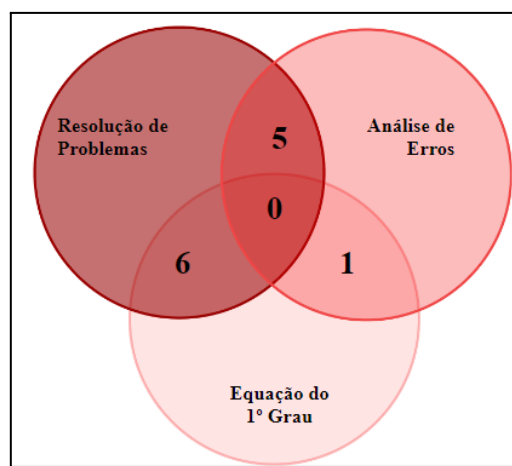 Resolução de
Problemas
5
Análise de
Erros
0
6
1
Equação do
1º Grau